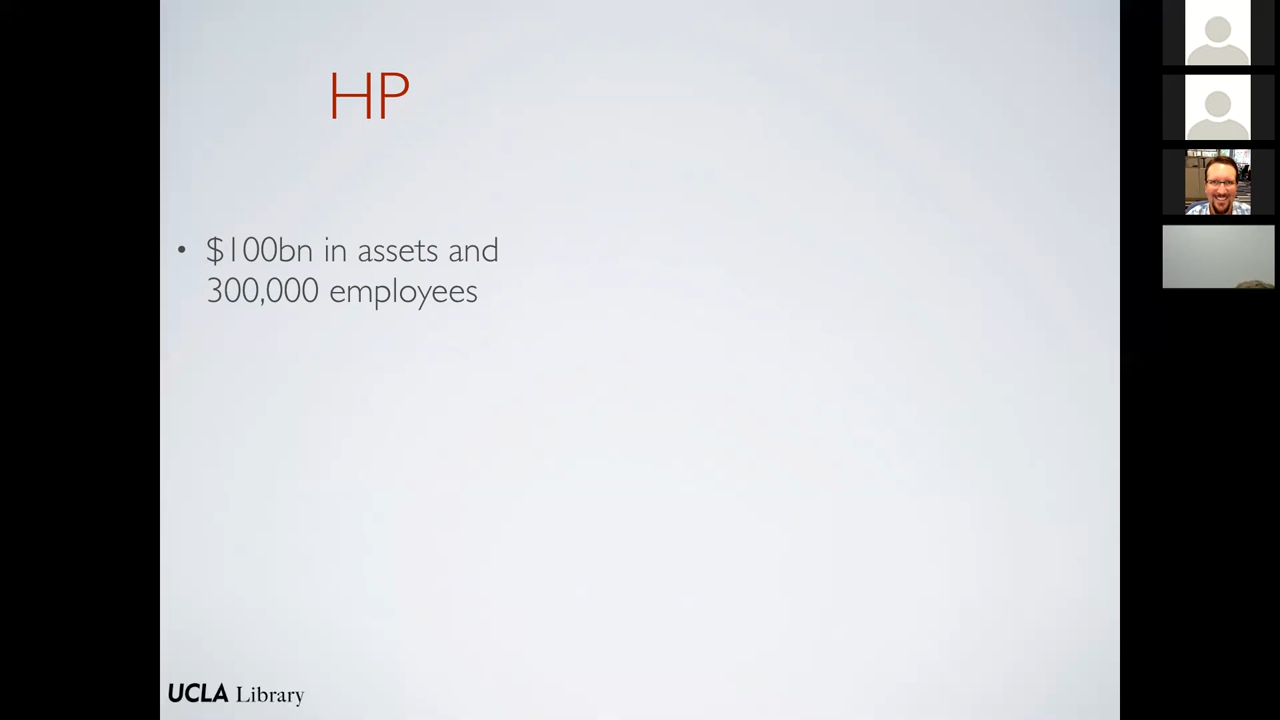 HP
• $100bn in assets and
300,000 employees
UCLA Library